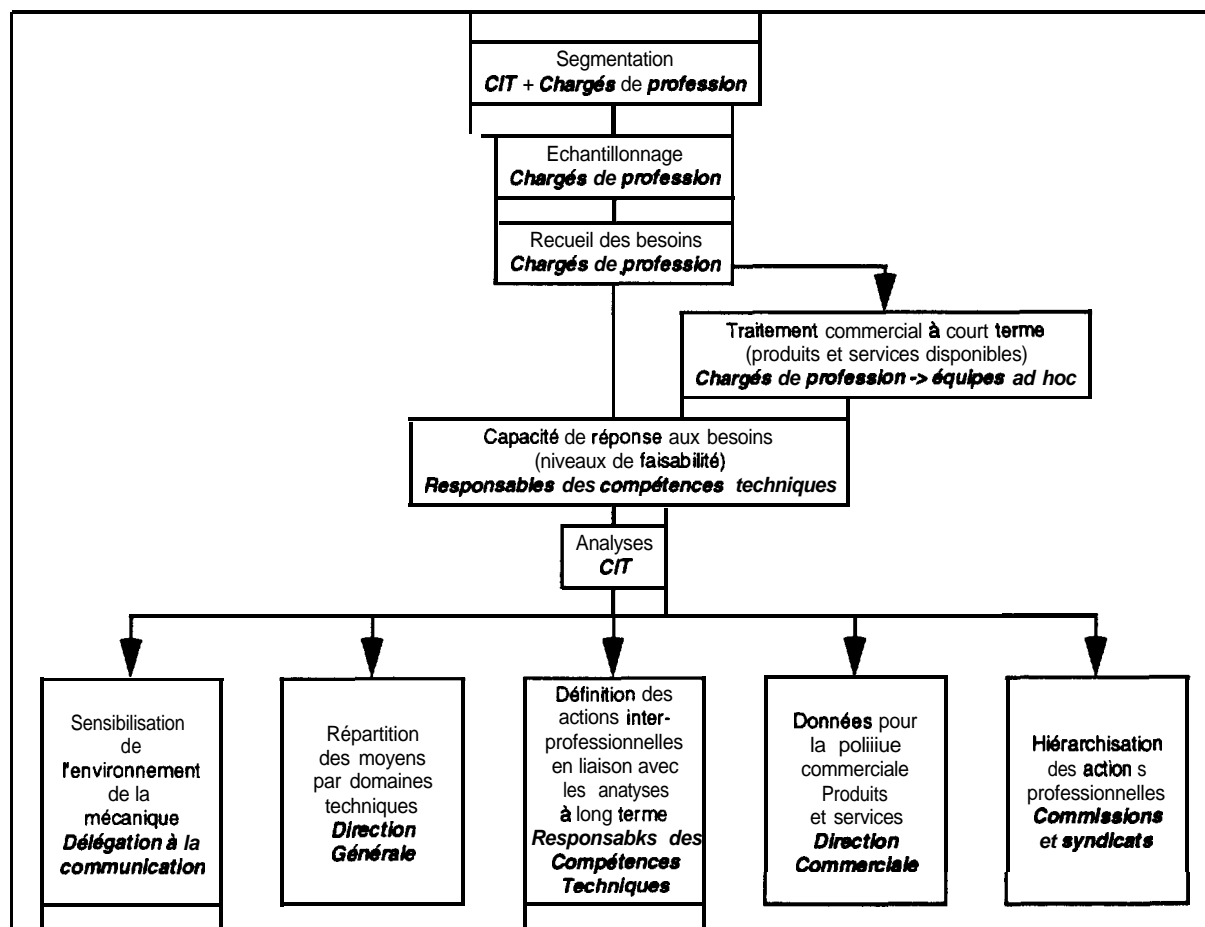 Segmentation
CIT + Chargés de profession
Echantillonnage
Chargés de profession
Recueil des besoins
Chargés de profession
Traitement commercial à court terme
(produits et services disponibles)
Chargés de profession -> équipes ad hoc
Capacité de réponse aux besoins
(niveaux de faisabilité)
Responsables des compétences techniques
Analyses
CIT
Sensibilisation
de
l'environnement
de la
mécanique
Délégation à la
communication
Répartition
des moyens
par domaines
techniques
Direction
Générale
Définition des
actions inter-
professionnelles
en liaison avec
les anatyses
à long terme
Responsabks des
Compétences
Techniques
Données pour
la poliiiue
commerciale
Produits
et services
Direction
Commerciale
Hiérarchisation
des action s
professionnelles
Commissions
et syndicats